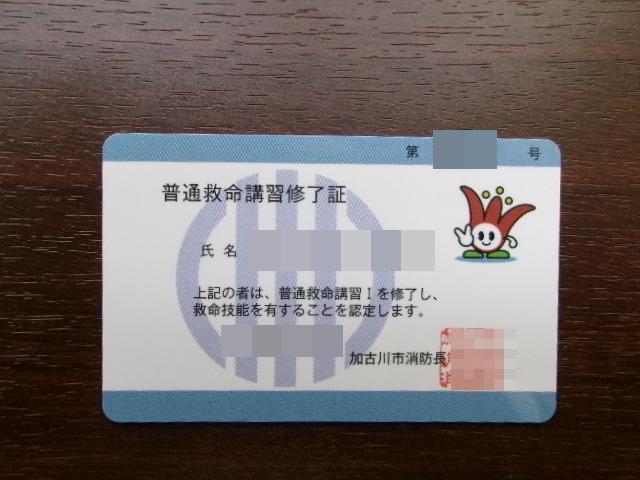 第 号
普通救命講習修了証
氏 名
上記の者は、普通救命講習Ⅰを修了し、
救命技能を有することを認定します。
加古川市消防長